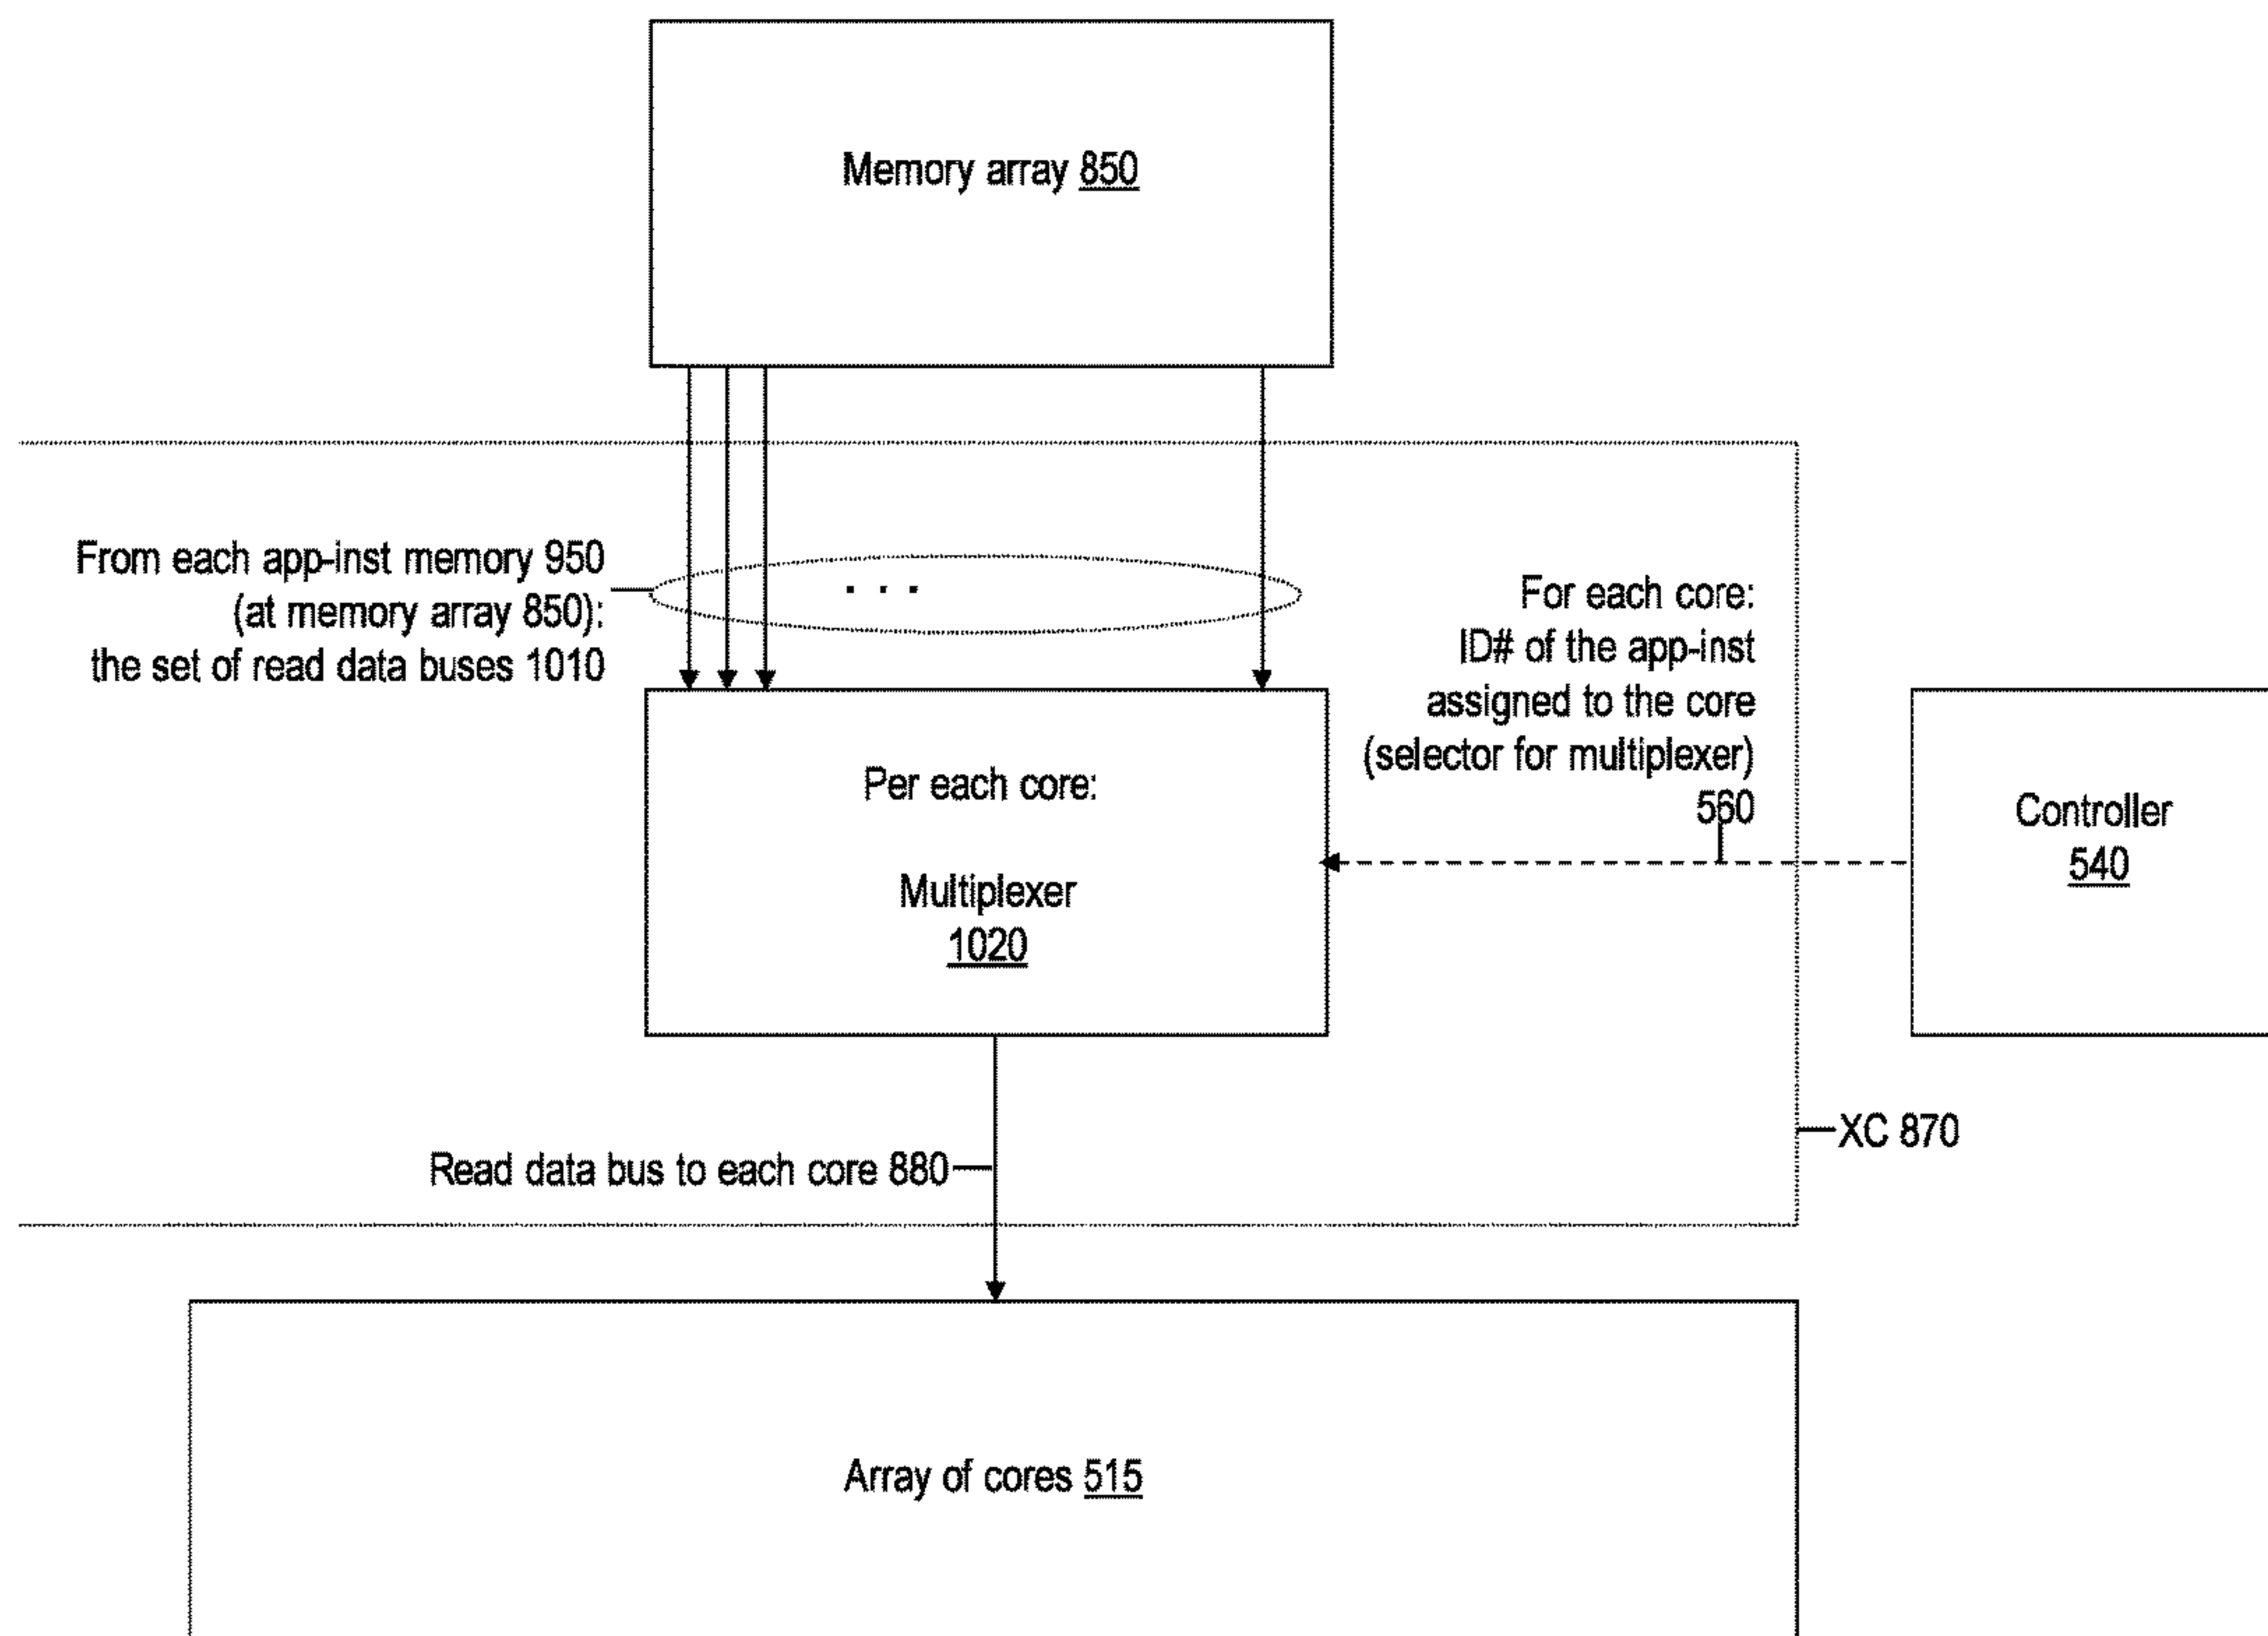 Memory array 850
From each app-inst memory 950
(at memory array 850):
the set of read data buses 1010
. . .
For each core:
ID# of the app-inst
assigned to the core
(selector for multiplexer)
560
Per each core:
Multiplexer
1020
Controller
540
XC 870
Read data bus to each core 880
Array of cores 515